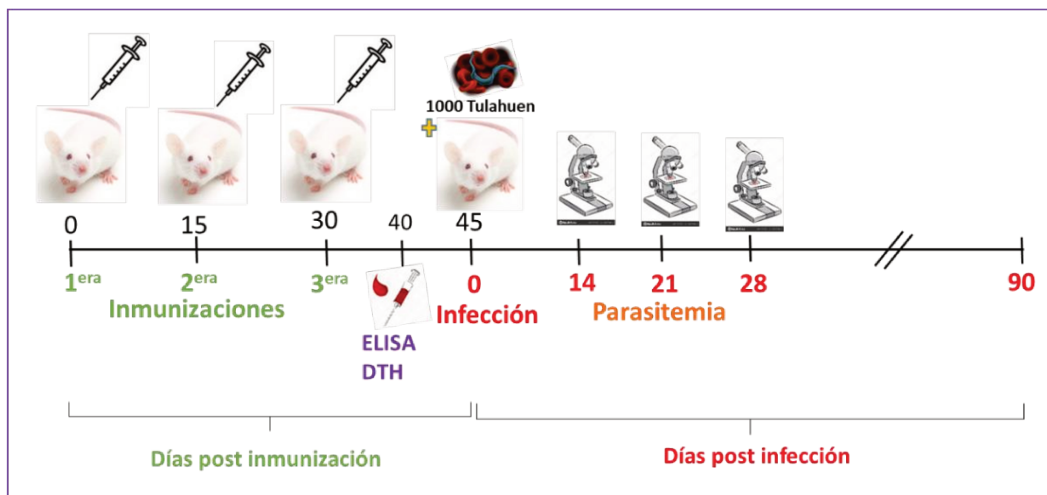 1000 Tulahuen
0 15 30 40 45
1era 2era 3era 0 14 21 28 90
Inmunizaciones Infección Parasitemia
ELISA
DTH
Días post inmunización Días post infección